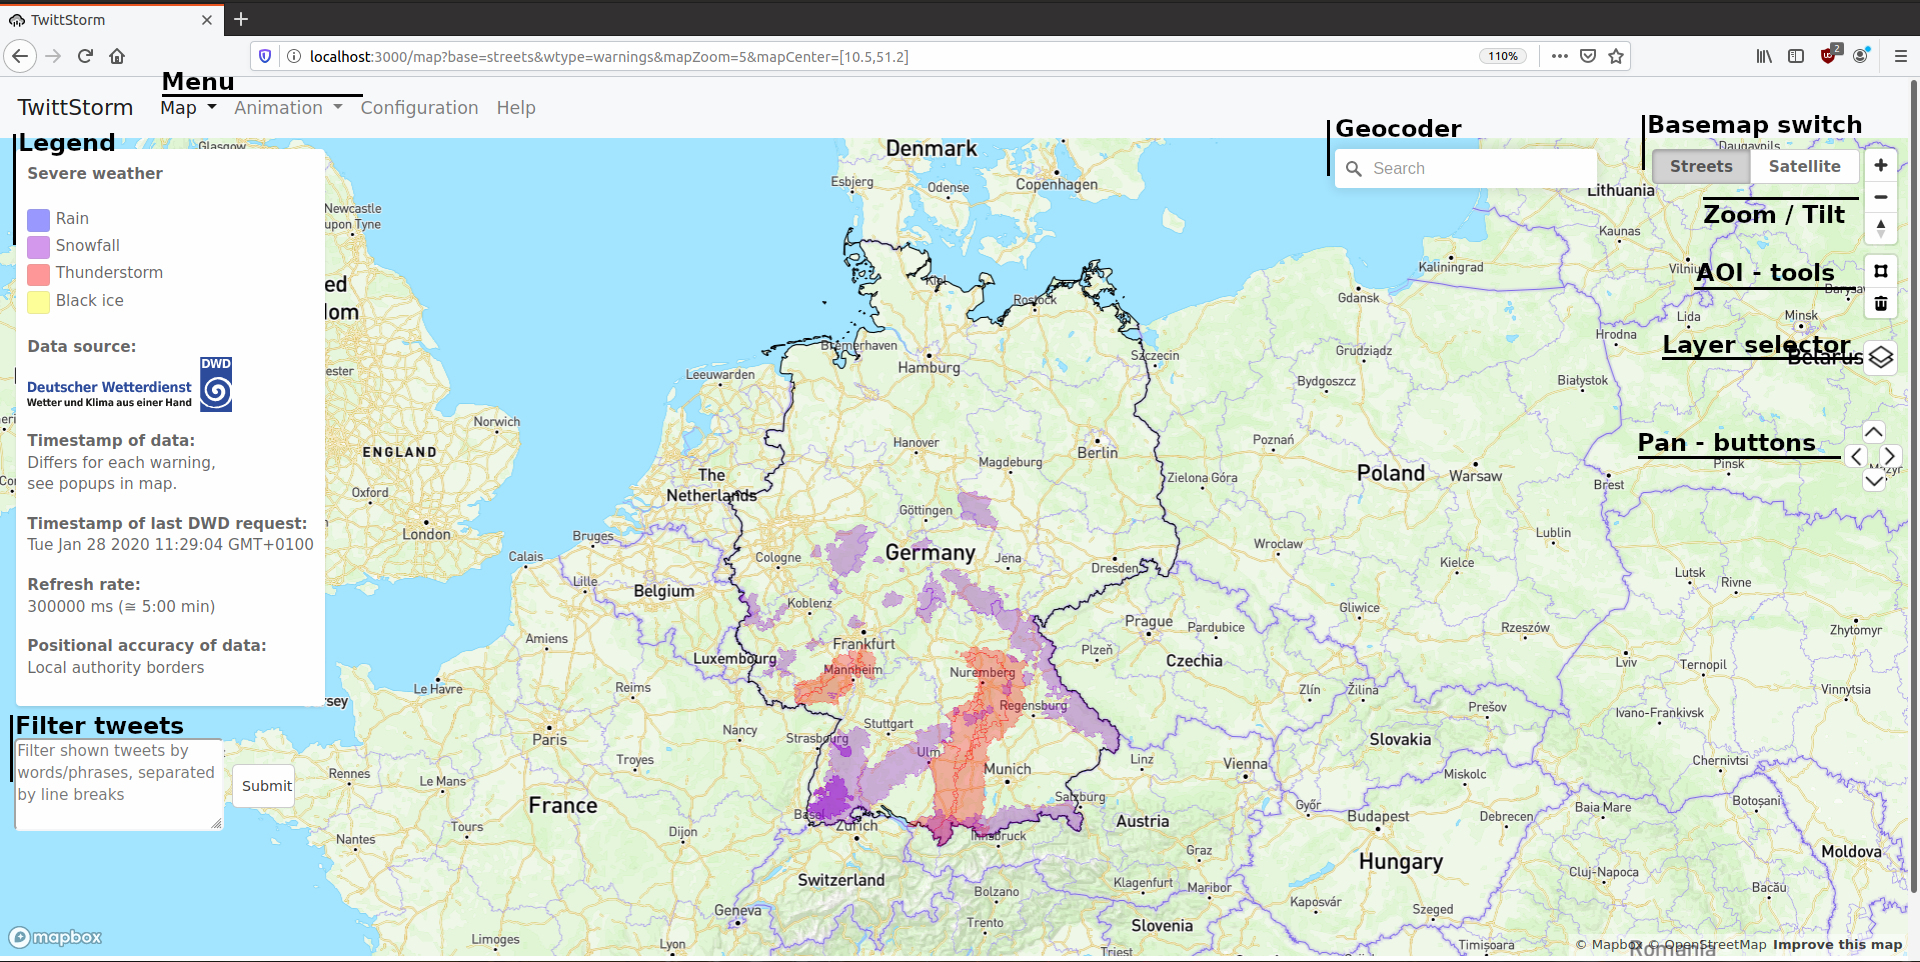 TwittStorm
localhost:3000/map?base=streets&wtype=warnings&mapZoom=5&mapCenter=[10.5,51.2]
110%
2
Menu
TwittStorm
Map
Animation
Configuration
Help
Legend
Severe weather
Rain
Snowfall
Thunderstorm
Black ice
Data source:
DWD
Deutscher Wetterdienst
Wetter und Klima aus einer Hand
Timestamp of data:
Differs for each warning,
see popups in map.
Timestamp of last DWD request:
Tue Jan 28 2020 11:29:04 GMT+0100
Refresh rate:
300000 ms (≅ 5:00 min)
Positional accuracy of data:
Local authority borders
Filter tweets
Filter shown tweets by
words/phrases, separated
by line breaks
Submit
Geocoder
Search
Basemap switch
Streets
Satellite
Zoom / Tilt
AOI - tools
Layer selector
Pan - buttons
Glasgow
Newcastle
upon Tyne
ed
dom
ester
Norwich
ENGLAND
Oxford
London
Calais
sey
Denmark
Esbjerg
Odense
Copenhagen
Kiel
Rostock
Bremerhaven
Hamburg
Szczecin
Leeuwarden
Hanover
Magdeburg
Berlin
The
Netherlands
Göttingen
Bruges
Cologne
Germany
Jena
Dresden
Lille
Belgium
Koblenz
Amiens
Frankfurt
Luxembourg
Mannheim
Nuremberg
Le Havre
Reims
Regensburg
Nancy
Stuttgart
Strasbourg
Paris
Ulm
Troyes
Munich
Linz
Vienna
Rennes
Le Mans
Salzburg
France
Basel
Zurich
Innsbruck
Austria
Nantes
Tours
Dijon
Graz
Switzerland
Bolzano
Klagenfurt
Maribor
Geneva
Trento
Slovenia
Limoges
Lyon
Triest
Daugavpils
Lithuania
Kaunas
Kaliningrad
Vilnius
Gdansk
Barysa
Lida
Minsk
Hrodna
Belarus
Grudziądz
Bydgoszcz
Białystok
Poznań
Poland
Warsaw
Zielona Góra
Pinsk
Mazyr
Brest
Wroclaw
Lublin
Kielce
Lutsk
Rivne
Gliwice
Prague
Pardubice
Rzeszów
Zhytomyr
Plzeň
Czechia
Lviv
Ternopil
Zlín
Žilina
Vinnytsia
Prešov
Ivano-Frankivsk
Slovakia
Miskolc
Chernivtsi
Győr
Budapest
Debrecen
Baia Mare
Botoșani
Hungary
Moldova
Cluj-Napoca
Bacău
Kaposvár
Szeged
Timișoara
Romania
mapbox
© Mapbox © OpenStreetMap Improve this map